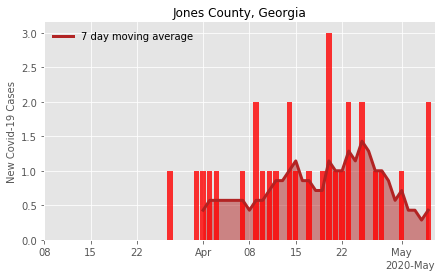 Jones County, Georgia
7 day moving average
New Covid-19 Cases
3.0
2.5
2.0
1.5
1.0
0.5
0.0
08 15 22 Apr 08 15 22 May
2020-May